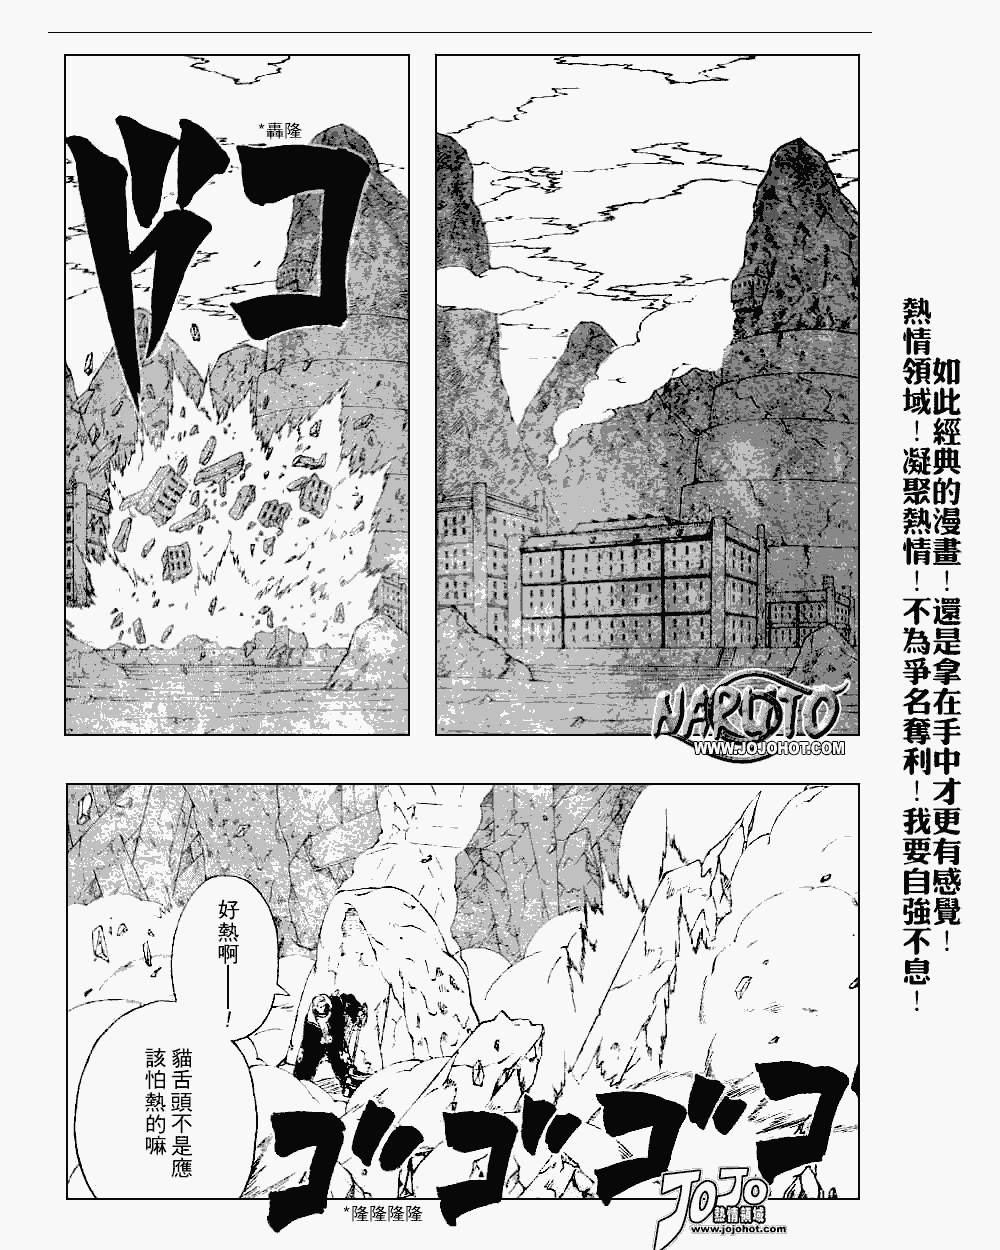 如此經典的漫畫！還是拿在手中才更有感覺！
熱情領域！凝聚熱情！不為爭名奪利！我要自強不息！
NARUTO
WWW.JOJOHOT.COM
*轟隆
ドコ
好熱啊——！
貓舌頭不是應
該怕熱的嘛
ゴゴゴゴ
*隆隆隆隆
JOJO
熱情領域
www.jojohot.com